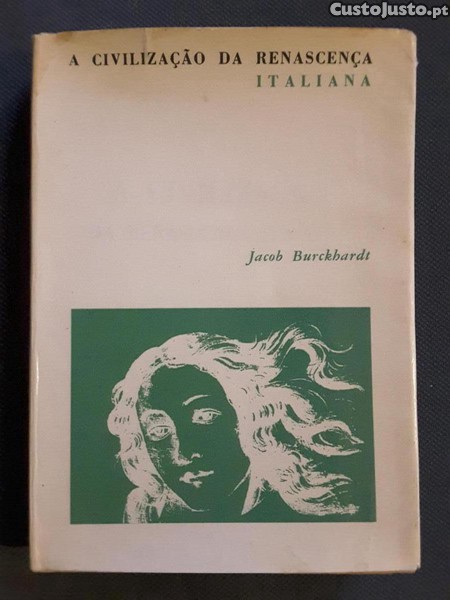 CustoJusto.pt
A CIVILIZAÇÃO DA RENASCENÇA
ITALIANA
Jacob Burckhardt